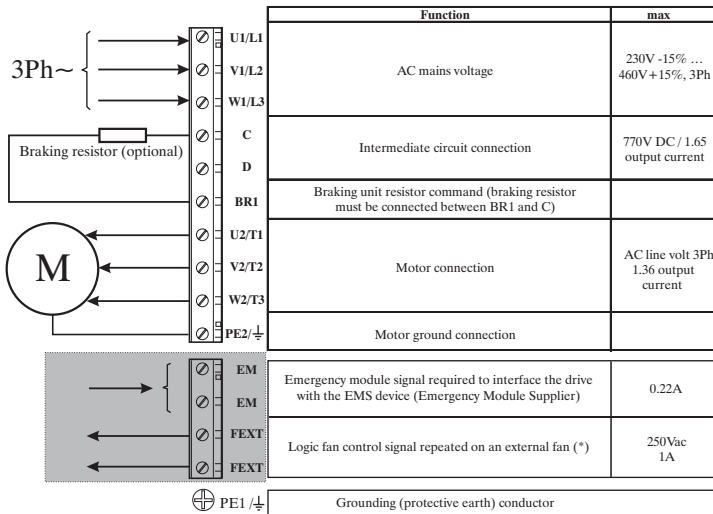 Function max
3Ph~
U1/L1
V1/L2
W1/L3
AC mains voltage
230V -15% ...
460V+15%, 3Ph
Braking resistor (optional)
C
D
Intermediate circuit connection
770V DC / 1.65
output current
BR1
Braking unit resistor command (braking resistor
must be connected between BR1 and C)
M
U2/T1
V2/T2
W2/T3
Motor connection
AC line volt 3Ph
1.36 output
current
PE2/⏚
Motor ground connection
EM
EM
Emergency module signal required to interface the drive
with the EMS device (Emergency Module Supplier)
0.22A
FEXT
FEXT
Logic fan control signal repeated on an external fan (*)
250Vac
1A
PE1 /⏚
Grounding (protective earth) conductor